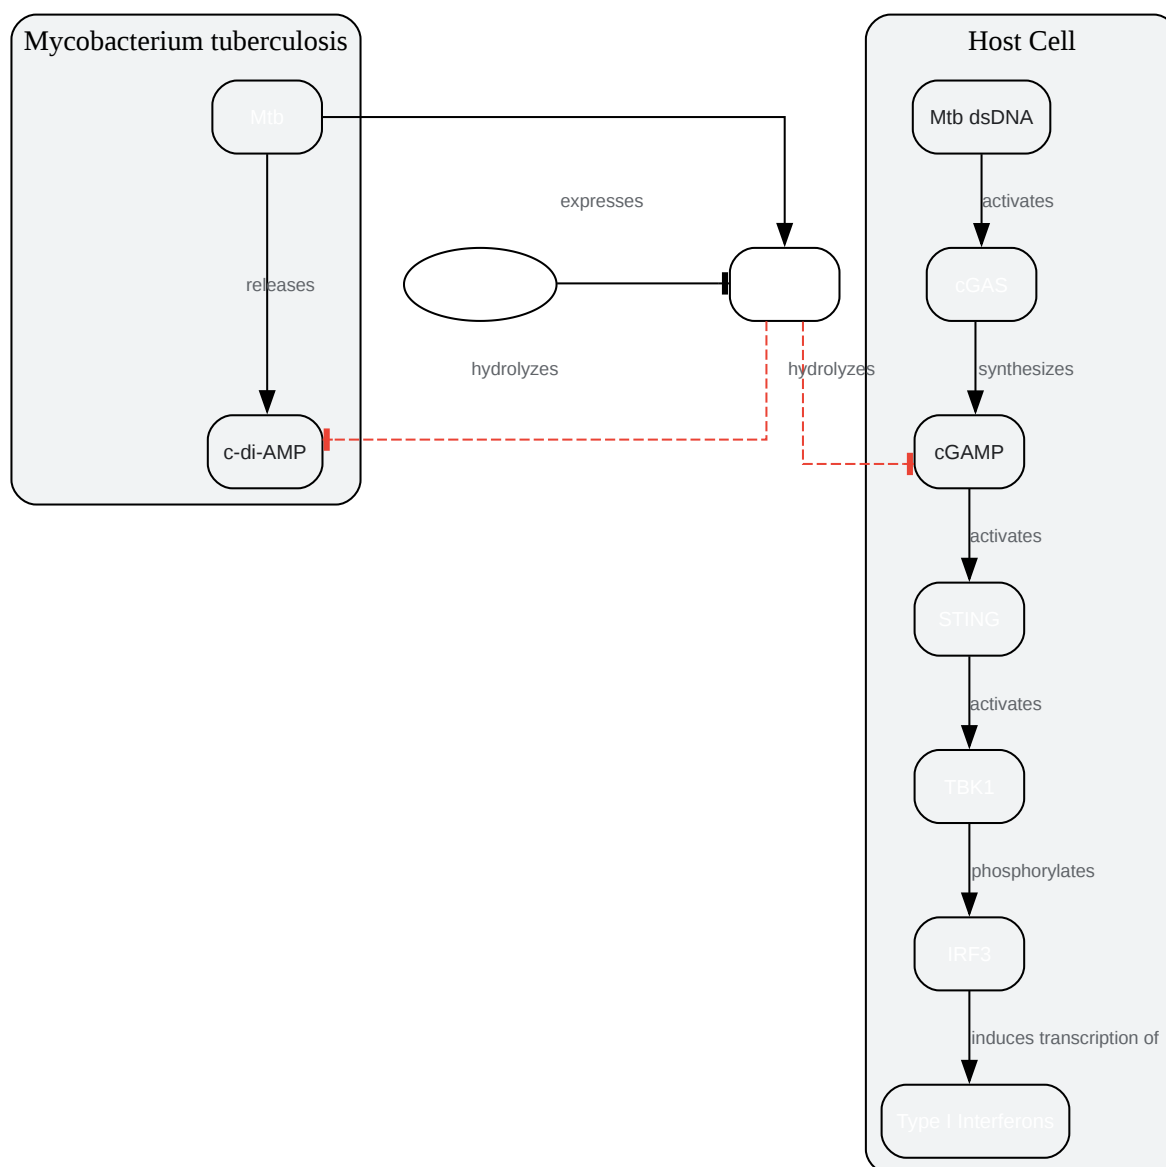 Mycobacterium tuberculosis
Host Cell
Mtb
Mtb dsDNA
expresses
activates
releases
cGAS
hydrolyzes
hydrolyzes
synthesizes
c-di-AMP
cGAMP
activates
STING
activates
TBK1
phosphorylates
IRF3
induces transcription of
Type I Interferons